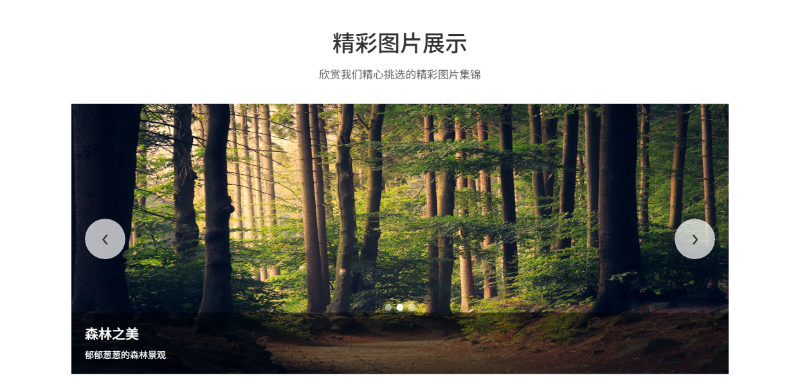 精彩图片展示
欣赏我们精心挑选的精彩图片集锦
‹ ›
森林之美
郁郁葱葱的森林景观